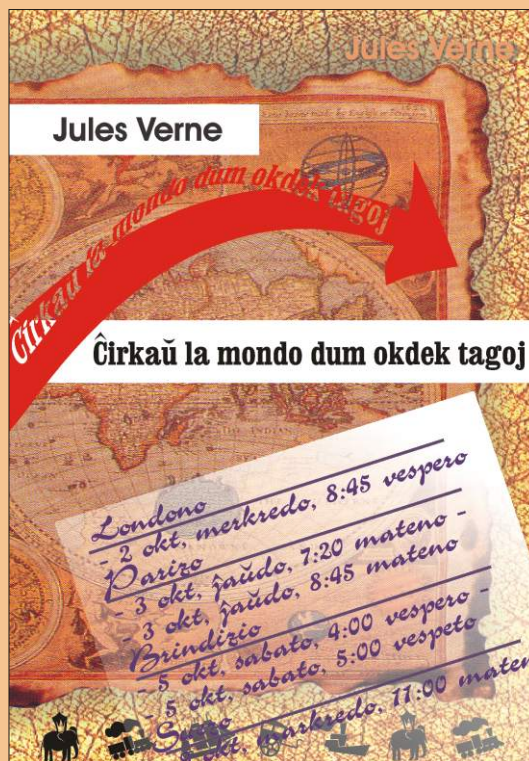 Jules Verne
Jules Verne
Ĉirkaŭ la mondo dum okdek tagoj
Ĉirkaŭ la mondo dum okdek tagoj
Londono
- 2 okt, merkredo, 8:45 vespero
Parizo
- 3 okt, ĵaŭdo, 7:20 mateno -
3 okt, ĵaŭdo, 8:45 mateno
Brindizio
- 5 okt, sabato, 4:00 vespero -
- 5 okt, sabato, 5:00 vespeto
Suezo
okt, markredo, 11:00 maten